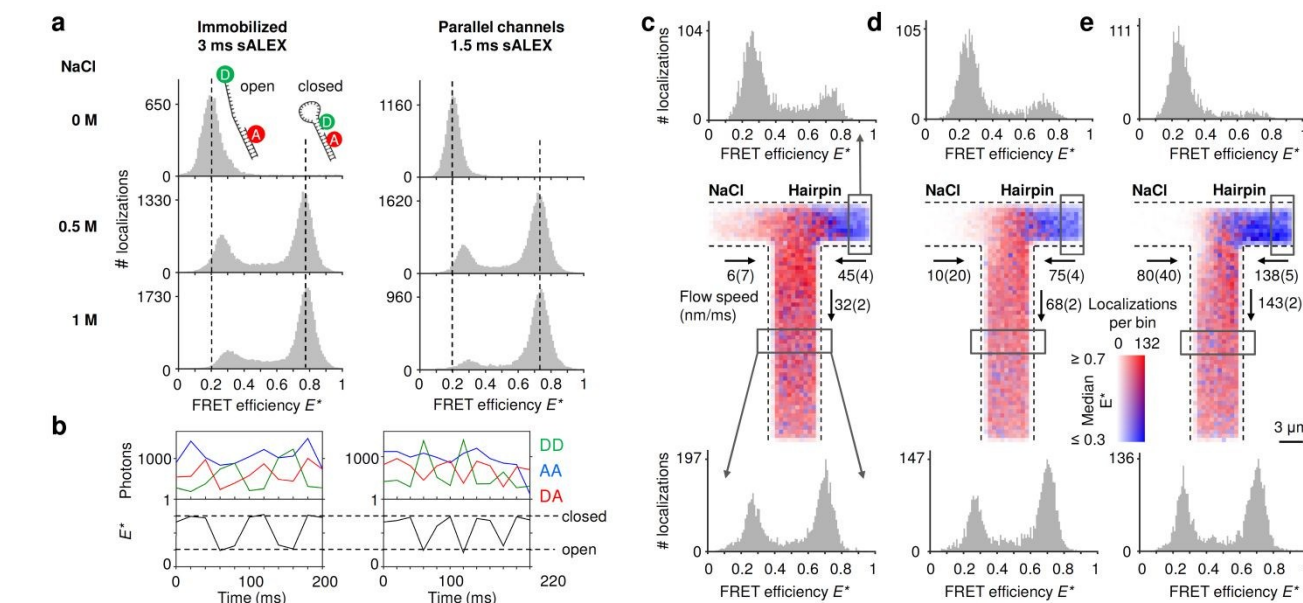 a
Immobilized
3 ms sALEX
Parallel channels
1.5 ms sALEX
NaCl
0 M
0.5 M
1 M
# localizations
650
0
D
open
A
closed
D
A
1330
0
1730
0
0 0.2 0.4 0.6 0.8 1
FRET efficiency E*
1160
0
1620
0
960
0
0 0.2 0.4 0.6 0.8 1
FRET efficiency E*
b
Photons
1000
1
E*
0
0 100 200
Time (ms)
1000
1
0
0 100 220
Time (ms)
DD
AA
DA
closed
open
c
# localizations
104
0
0 0.2 0.4 0.6 0.8 1
FRET efficiency E*
NaCl Hairpin
6(7)
45(4)
Flow speed
(nm/ms)
32(2)
# localizations
197
0
0 0.2 0.4 0.6 0.8 1
FRET efficiency E*
d
105
0
0 0.2 0.4 0.6 0.8 1
FRET efficiency E*
NaCl Hairpin
10(20)
75(4)
68(2)
Localizations
per bin
0 132
≥ 0.7
Median
E*
≤ 0.3
147
0
0 0.2 0.4 0.6 0.8 1
FRET efficiency E*
e
111
0
0 0.2 0.4 0.6 0.8 1
FRET efficiency E*
NaCl Hairpin
80(40)
138(5)
143(2)
3 µm
136
0
0 0.2 0.4 0.6 0.8
FRET efficiency E*